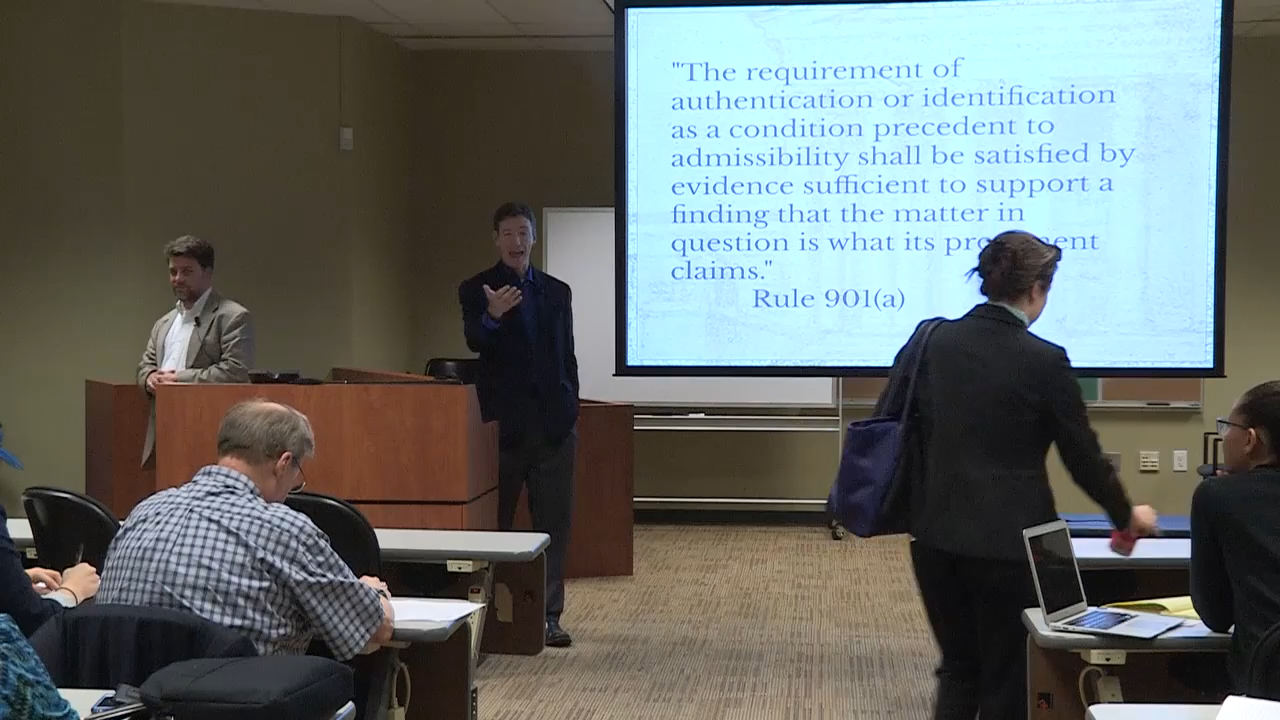 "The requirement of
authentication or identification
as a condition precedent to
admissibility shall be satisfied by
evidence sufficient to support a
finding that the matter in
question is what its
claims."
Rule 901(a)